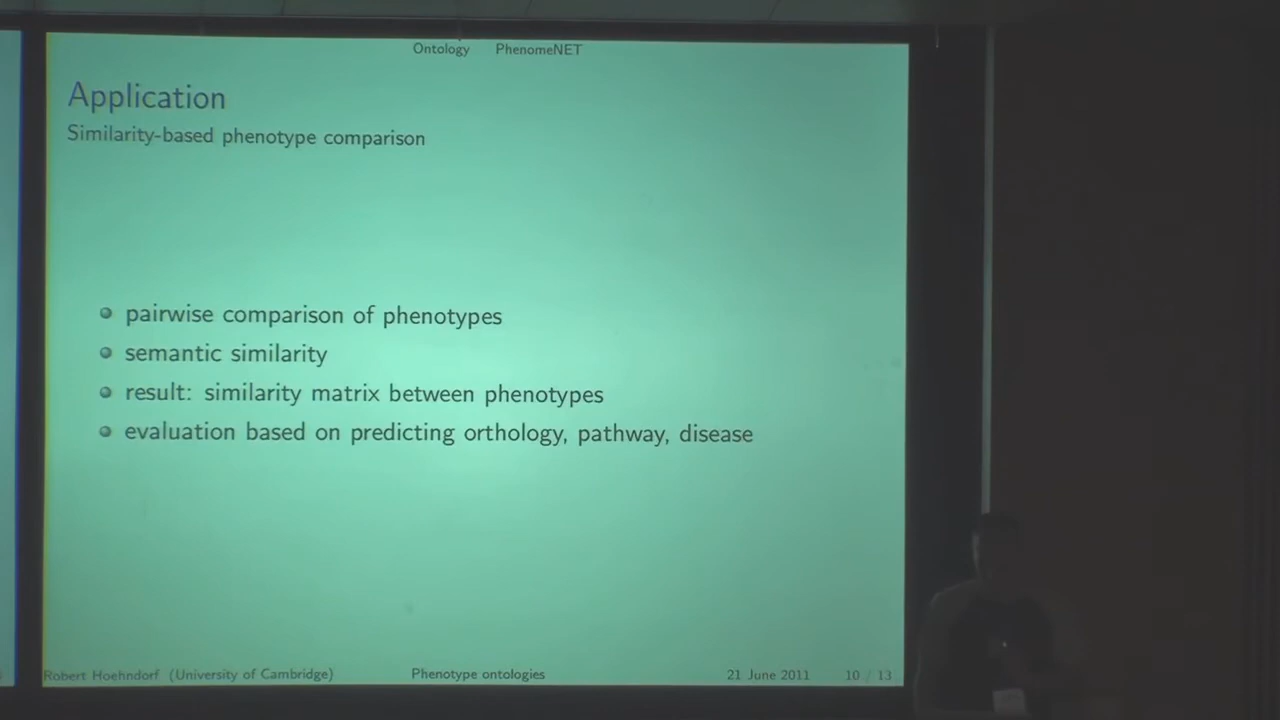 Ontology PhenomeNET
Application
Similarity-based phenotype comparison
pairwise comparison of phenotypes
semantic similarity
result: similarity matrix between phenotypes
evaluation based on predicting orthology, pathway, disease
Robert Hoehndorf (University of Cambridge) Phenotype ontologies 21 June 2011 10 / 13